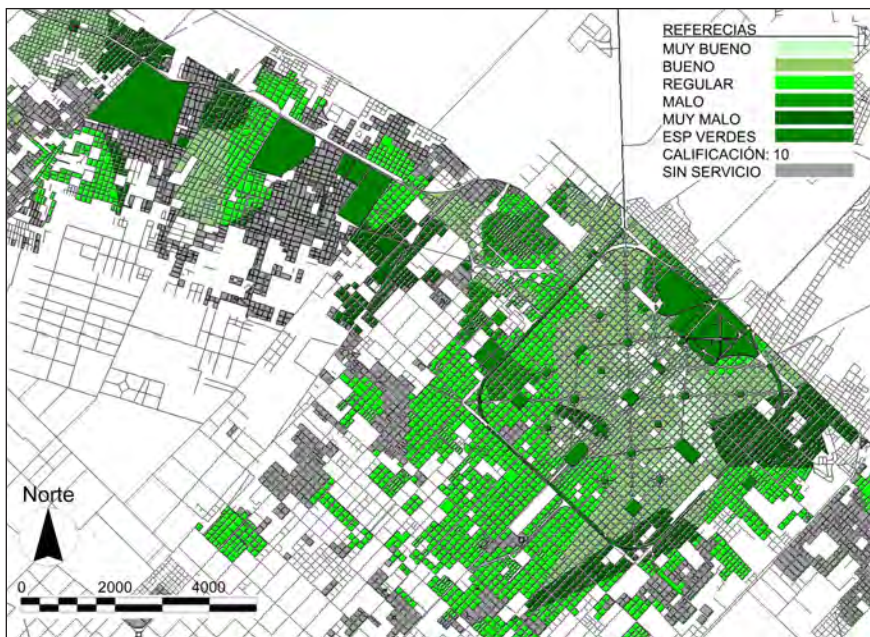 REFERECIAS
MUY BUENO
BUENO
REGULAR
MALO
MUY MALO
ESP VERDES
CALIFICACIÓN: 10
SIN SERVICIO
Norte
0 2000 4000